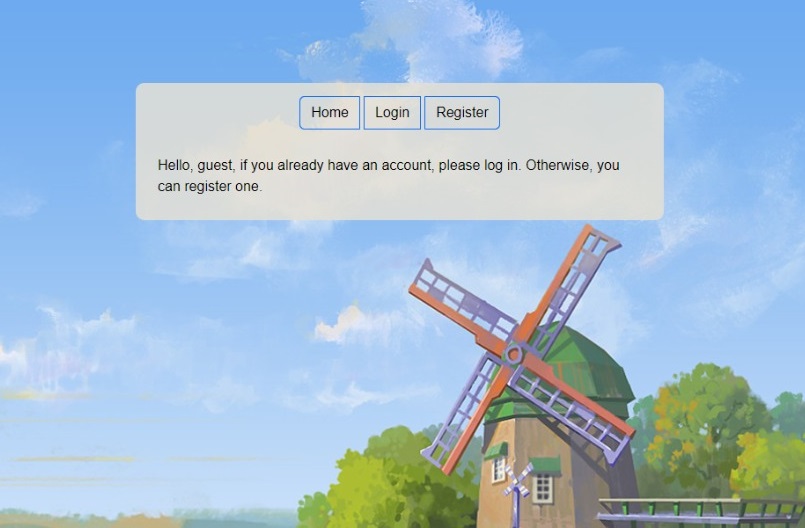 Home Login Register
Hello, guest, if you already have an account, please log in. Otherwise, you
can register one.